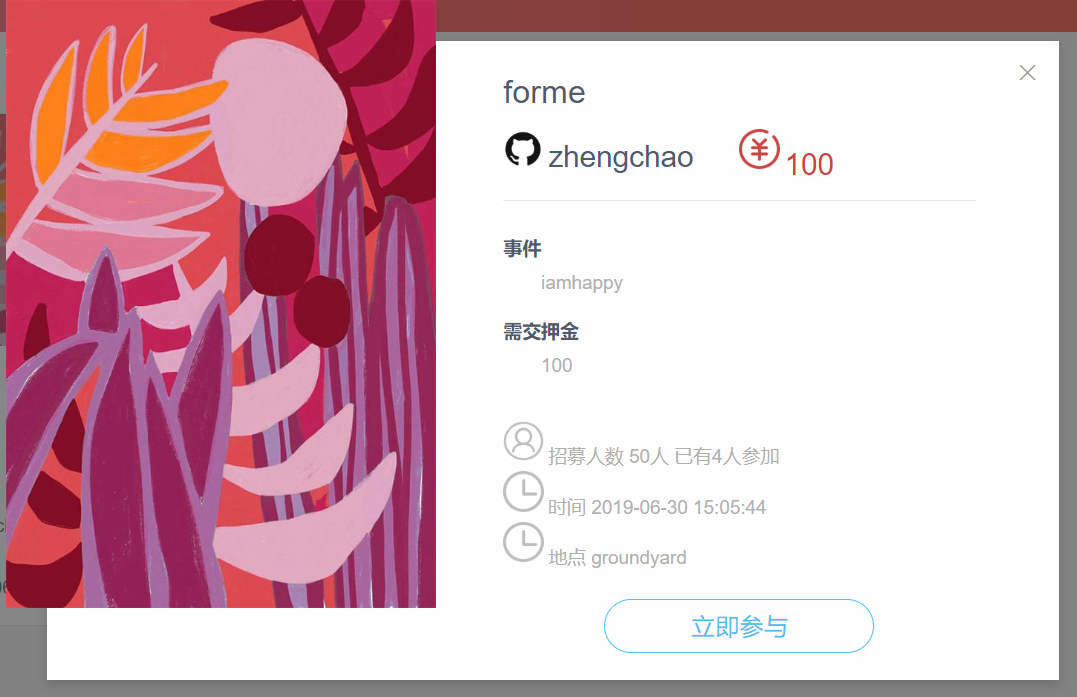 forme
zhengchao ¥ 100
事件
iamhappy
需交押金
100
招募人数 50人 已有4人参加
时间 2019-06-30 15:05:44
地点 groundyard
立即参与